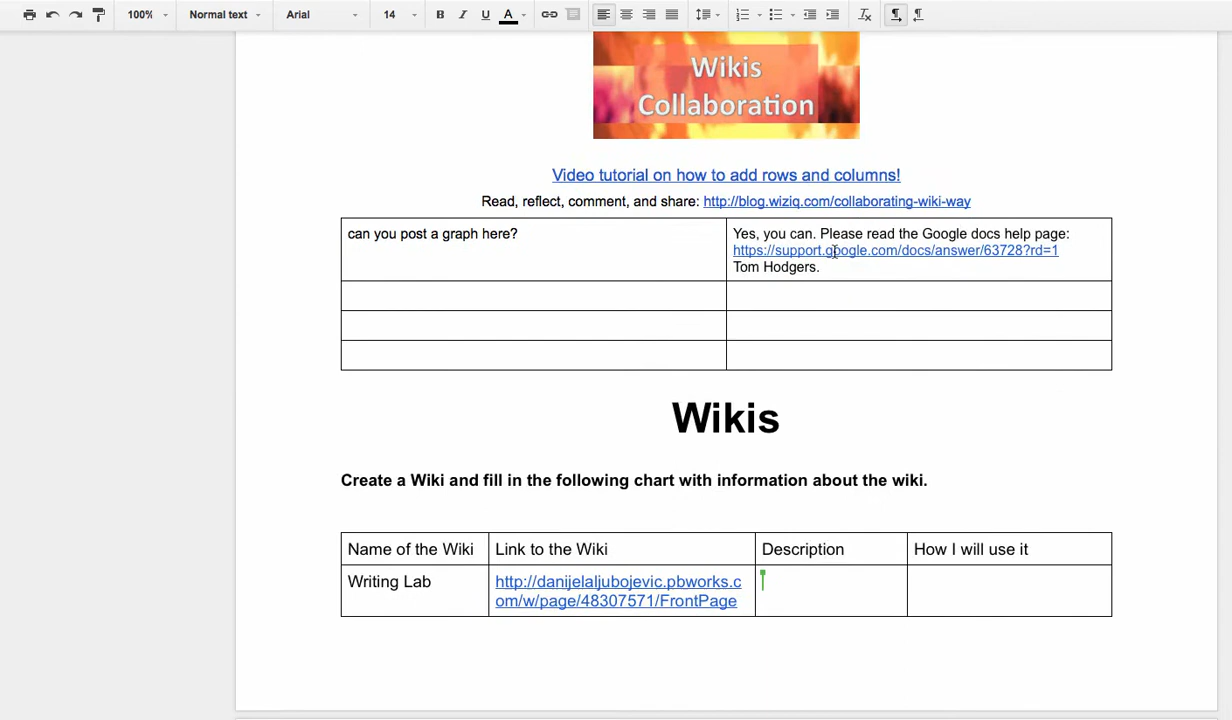 100% Normal text Arial 14 B I U A
Wikis
Collaboration
Video tutorial on how to add rows and columns!
Read, reflect, comment, and share: http://blog.wiziq.com/collaborating-wiki-way
can you post a graph here?
Yes, you can. Please read the Google docs help page:
https://support.google.com/docs/answer/63728?rd=1
Tom Hodgers.
Wikis
Create a Wiki and fill in the following chart with information about the wiki.
Name of the Wiki Link to the Wiki Description How I will use it
Writing Lab http://danijelaljubojevic.pbworks.c
om/w/page/48307571/FrontPage